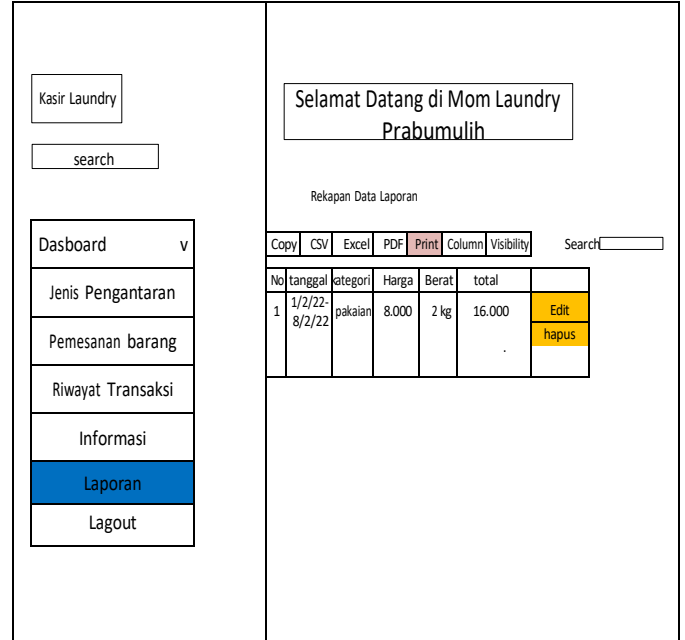 Kasir Laundry
search
Dasboard v
Jenis Pengantaran
Pemesanan barang
Riwayat Transaksi
Informasi
Laporan
Lagout
Selamat Datang di Mom Laundry
Prabumulih
Rekapan Data Laporan
Copy CSV Excel PDF Print Column Visibility Search
No tanggal kategori Harga Berat total
1 1/2/22- pakaian 8.000 2 kg 16.000 Edit
8/2/22 hapus
.